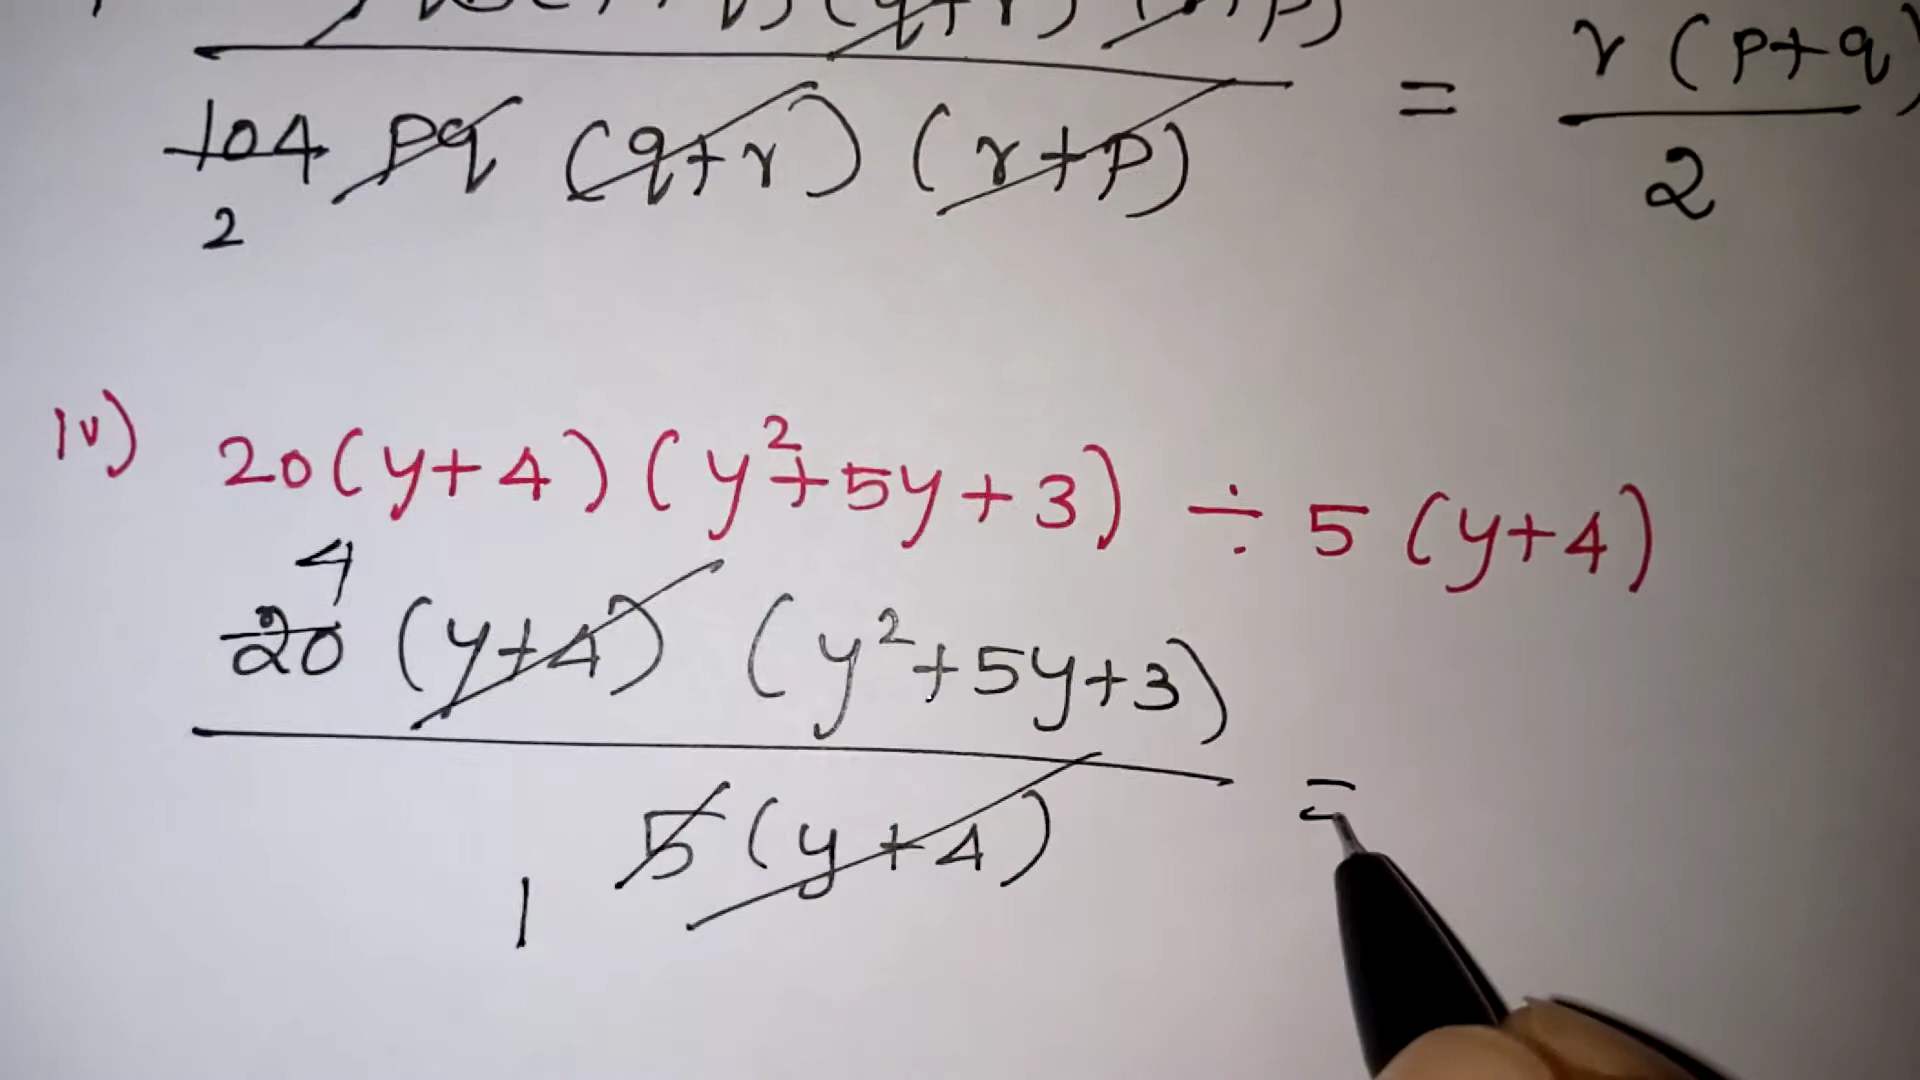 (q+r)
= r (p+q)
104 pq (q+r) (r+p)
2
2
iv) 20(y+4) (y²+5y+3) ÷ 5 (y+4)
4
20 (y+4) (y²+5y+3)
=
5 (y+4)
1